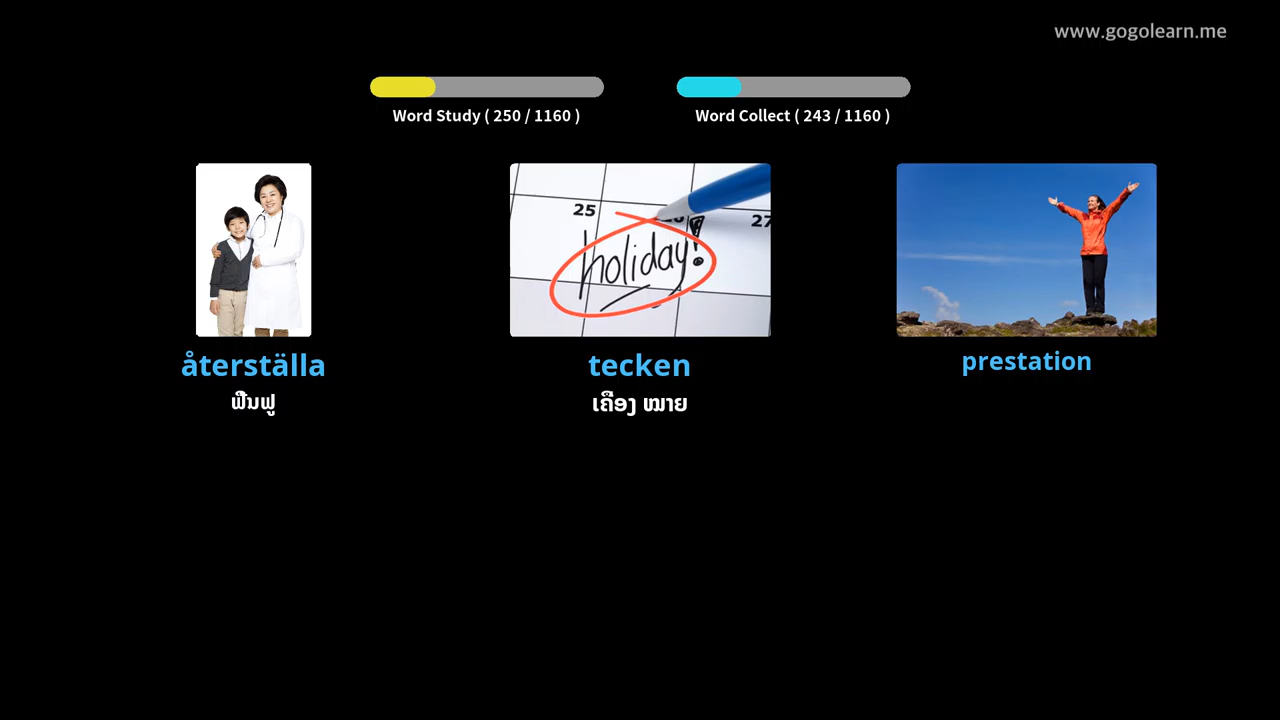 www.gogolearn.me
Word Study ( 250 / 1160 )
Word Collect ( 243 / 1160 )
25
27
holiday!
återställa
tecken
prestation
ຟື້ນຟູ
ເຄື່ອງ ໝາຍ